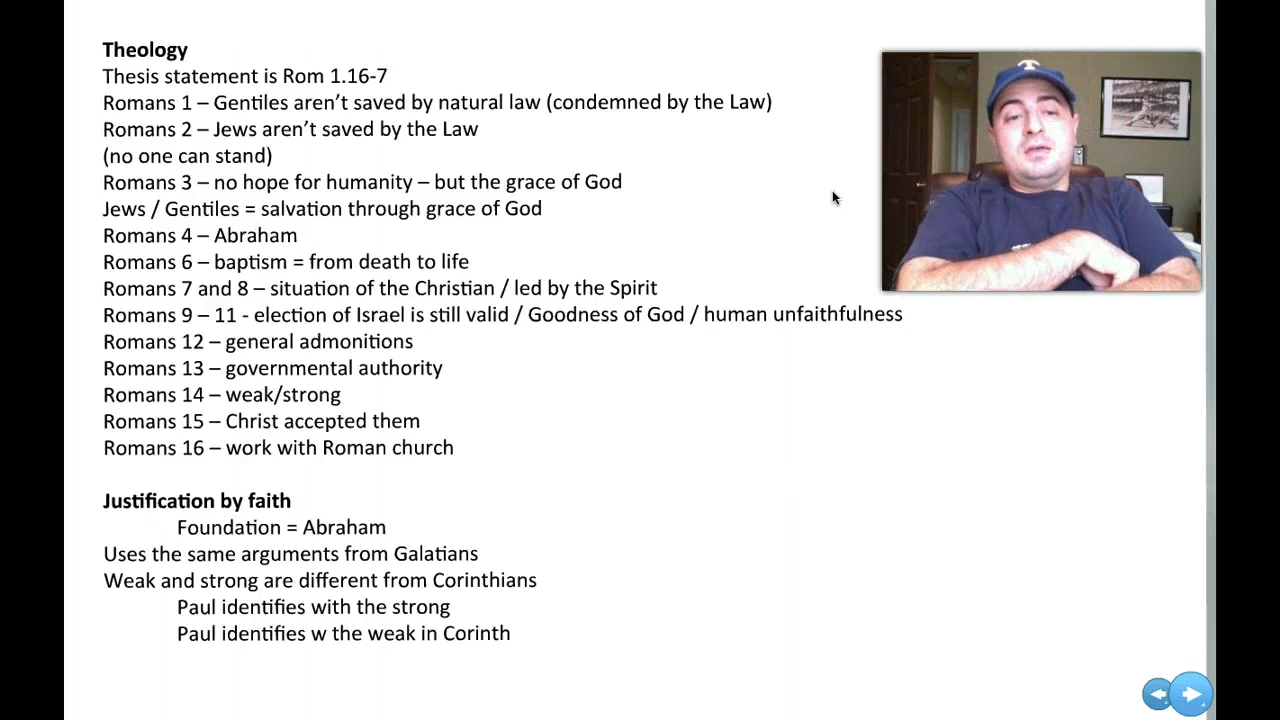 Theology
Thesis statement is Rom 1.16-7
Romans 1 – Gentiles aren’t saved by natural law (condemned by the Law)
Romans 2 – Jews aren’t saved by the Law
(no one can stand)
Romans 3 – no hope for humanity – but the grace of God
Jews / Gentiles = salvation through grace of God
Romans 4 – Abraham
Romans 6 – baptism = from death to life
Romans 7 and 8 – situation of the Christian / led by the Spirit
Romans 9 – 11 - election of Israel is still valid / Goodness of God / human unfaithfulness
Romans 12 – general admonitions
Romans 13 – governmental authority
Romans 14 – weak/strong
Romans 15 – Christ accepted them
Romans 16 – work with Roman church
Justification by faith
Foundation = Abraham
Uses the same arguments from Galatians
Weak and strong are different from Corinthians
Paul identifies with the strong
Paul identifies w the weak in Corinth